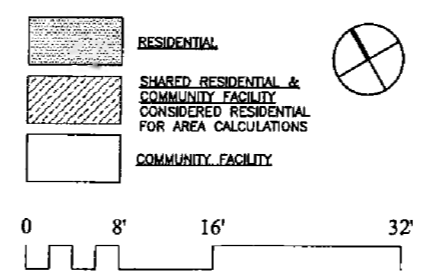 RESIDENTIAL
SHARED RESIDENTIAL &
COMMUNITY FACILITY
CONSIDERED RESIDENTIAL
FOR AREA CALCULATIONS
COMMUNITY FACILITY
0 8' 16' 32'